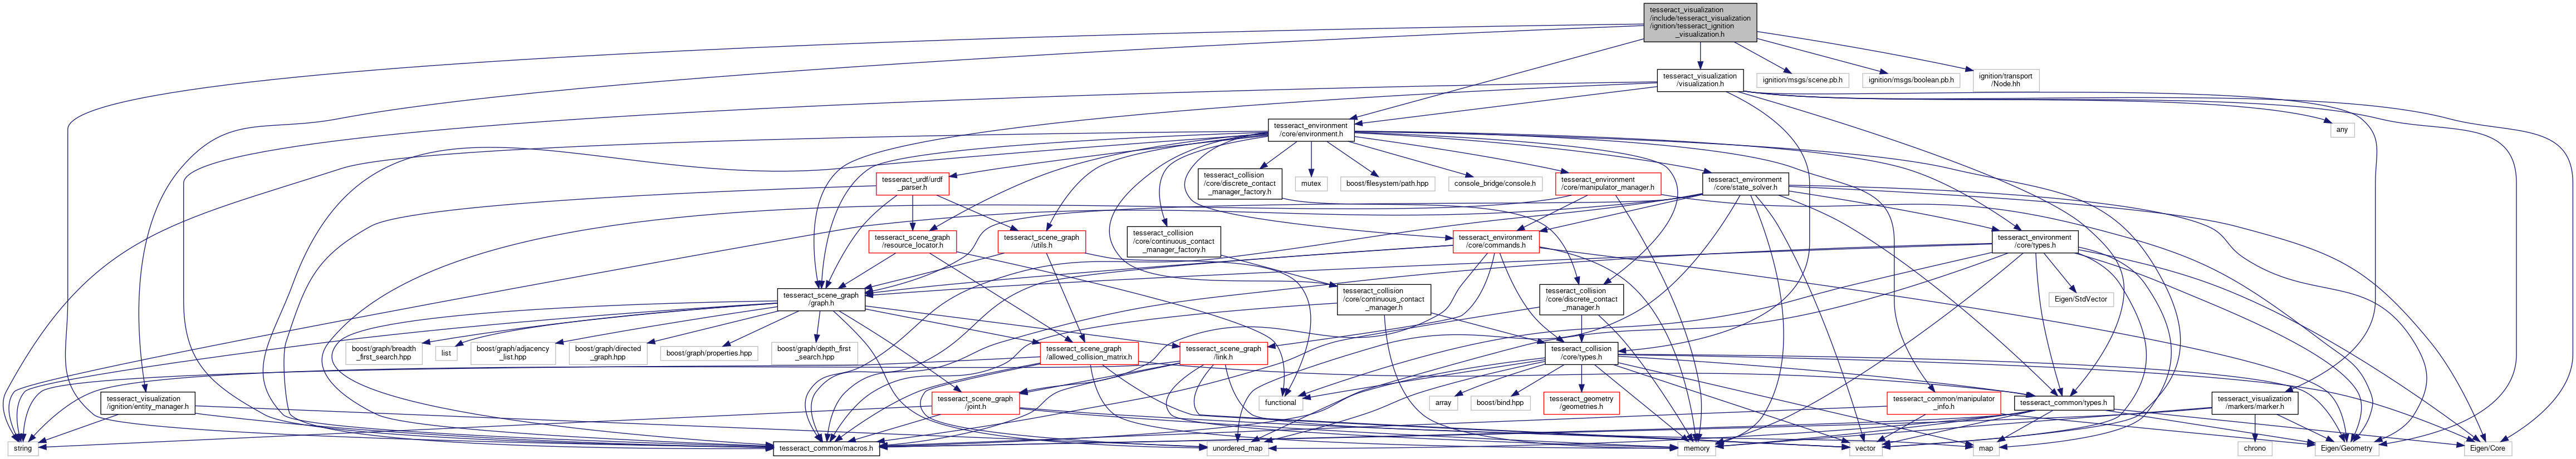 tesseract_visualization
/include/tesseract_visualization
/ignition/tesseract_ignition
_visualization.h
tesseract_visualization
/visualization.h
ignition/msgs/scene.pb.h
ignition/msgs/boolean.pb.h
ignition/transport
/Node.hh
tesseract_environment
/core/environment.h
any
tesseract_urdf/urdf
_parser.h
tesseract_collision
/core/discrete_contact
_manager_factory.h
mutex
boost/filesystem/path.hpp
console_bridge/console.h
tesseract_environment
/core/manipulator_manager.h
tesseract_environment
/core/state_solver.h
tesseract_scene_graph
/resource_locator.h
tesseract_scene_graph
/utils.h
tesseract_collision
/core/continuous_contact
_manager_factory.h
tesseract_environment
/core/commands.h
tesseract_environment
/core/types.h
tesseract_scene_graph
/graph.h
tesseract_collision
/core/continuous_contact
_manager.h
tesseract_collision
/core/discrete_contact
_manager.h
Eigen/StdVector
boost/graph/breadth
_first_search.hpp
list
boost/graph/adjacency
_list.hpp
boost/graph/directed
_graph.hpp
boost/graph/properties.hpp
boost/graph/depth_first
_search.hpp
tesseract_scene_graph
/allowed_collision_matrix.h
tesseract_scene_graph
/link.h
tesseract_collision
/core/types.h
tesseract_visualization
/ignition/entity_manager.h
tesseract_scene_graph
/joint.h
functional
array
boost/bind.hpp
tesseract_geometry
/geometries.h
tesseract_common/manipulator
_info.h
tesseract_common/types.h
tesseract_visualization
/markers/marker.h
string
tesseract_common/macros.h
unordered_map
memory
vector
map
chrono
Eigen/Geometry
Eigen/Core